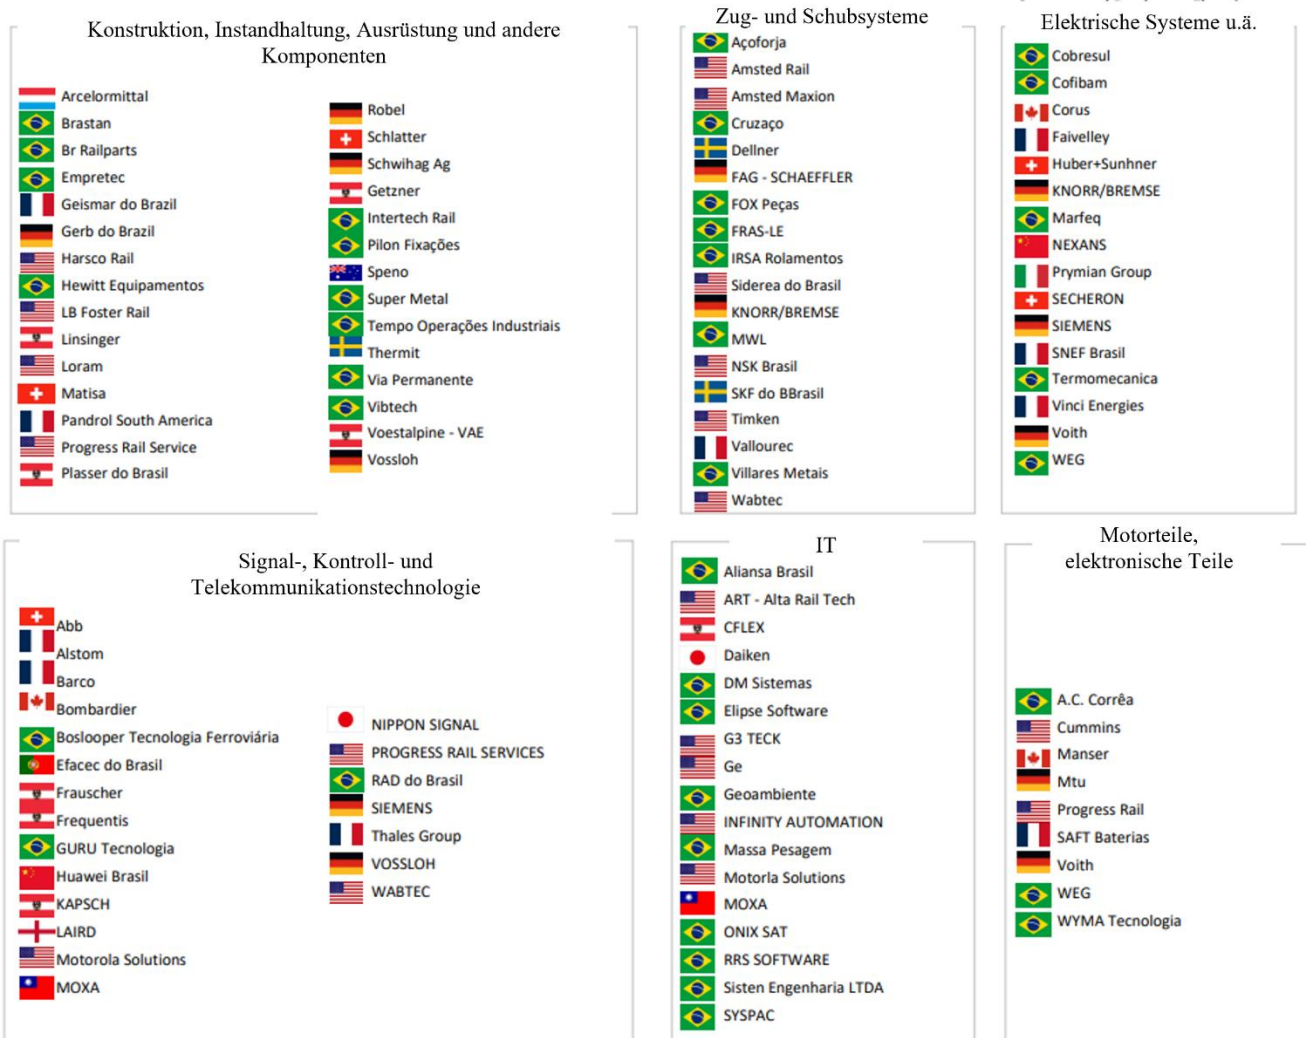 Konstruktion, Instandhaltung, Ausrüstung und andere
Komponenten
Arcelormittal
Brastan
Br Railparts
Empretec
Geismar do Brazil
Gerb do Brazil
Harsco Rail
Hewitt Equipamentos
LB Foster Rail
Linsinger
Loram
Matisa
Pandrol South America
Progress Rail Service
Plasser do Brasil
Robel
Schlatter
Schwihag Ag
Getzner
Intertech Rail
Pilon Fixações
Speno
Super Metal
Tempo Operações Industriais
Thermit
Via Permanente
Vibtech
Voestalpine - VAE
Vossloh
Zug- und Schubsysteme
Açoforja
Amsted Rail
Amsted Maxion
Cruzaço
Dellner
FAG - SCHAEFFLER
FOX Peças
FRAS-LE
IRSA Rolamentos
Siderea do Brasil
KNORR/BREMSE
MWL
NSK Brasil
SKF do BBrasil
Timken
Vallourec
Villares Metais
Wabtec
Elektrische Systeme u.ä.
Cobresul
Cofibam
Corus
Faivelley
Huber+Sunhner
KNORR/BREMSE
Marfeq
NEXANS
Prymian Group
SECHERON
SIEMENS
SNEF Brasil
Termomecanica
Vinci Energies
Voith
WEG
Signal-, Kontroll- und
Telekommunikationstechnologie
Abb
Alstom
Barco
Bombardier
Boslooper Tecnologia Ferroviária
Efacec do Brasil
Frauscher
Frequentis
GURU Tecnologia
Huawei Brasil
KAPSCH
LAIRD
Motorola Solutions
MOXA
NIPPON SIGNAL
PROGRESS RAIL SERVICES
RAD do Brasil
SIEMENS
Thales Group
VOSSLOH
WABTEC
IT
Aliansa Brasil
ART - Alta Rail Tech
CFLEX
Daiken
DM Sistemas
Elipse Software
G3 TECK
Ge
Geoambiente
INFINITY AUTOMATION
Massa Pesagem
Motorla Solutions
MOXA
ONIX SAT
RRS SOFTWARE
Sisten Engenharia LTDA
SYSPAC
Motorteile,
elektronische Teile
A.C. Corrêa
Cummins
Manser
Mtu
Progress Rail
SAFT Baterias
Voith
WEG
WYMA Tecnologia